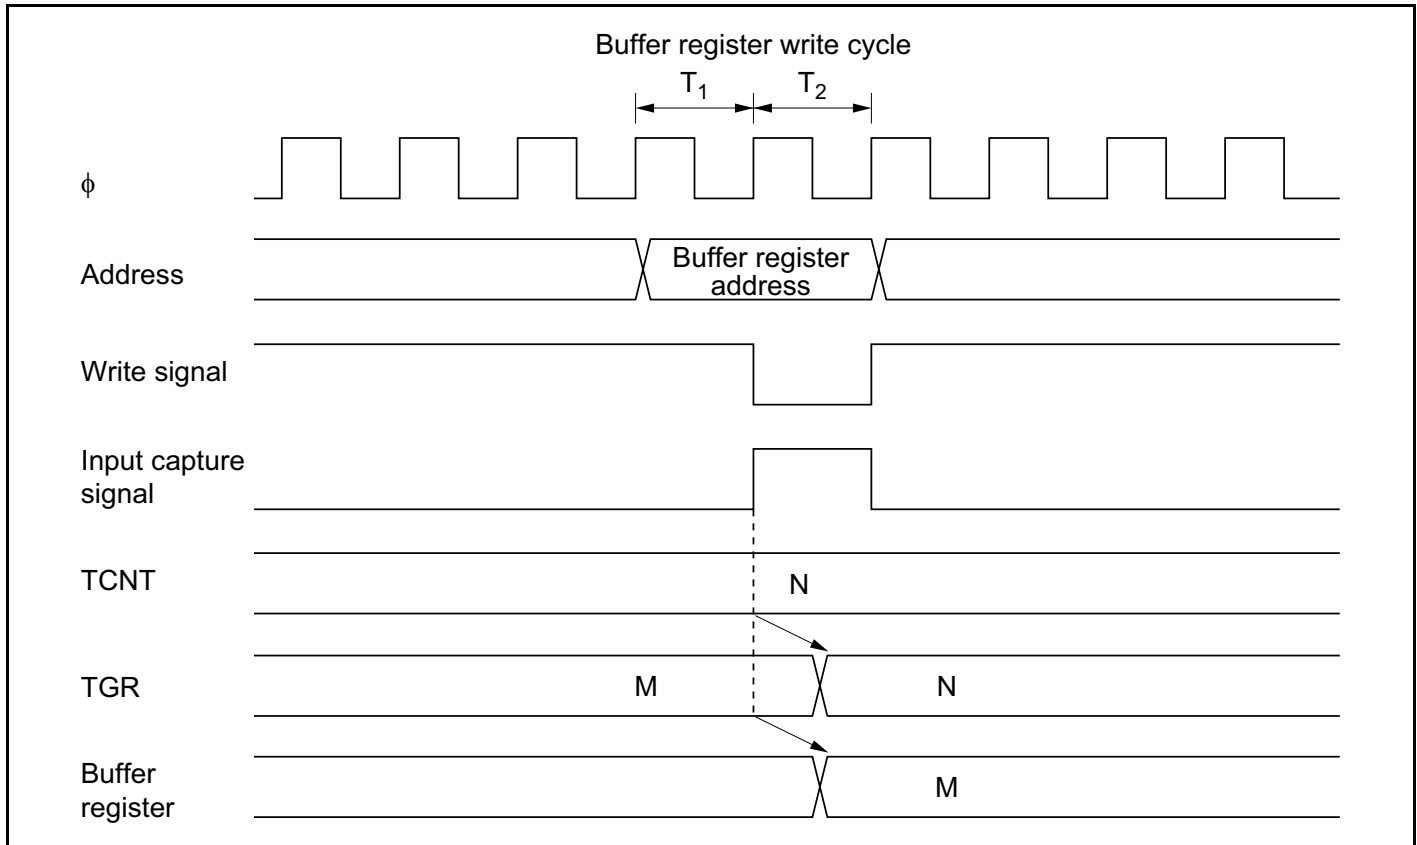 Buffer register write cycle
T1 T2
ϕ
Address
Buffer register
address
Write signal
Input capture
signal
TCNT
N
TGR
M N
Buffer
register
M